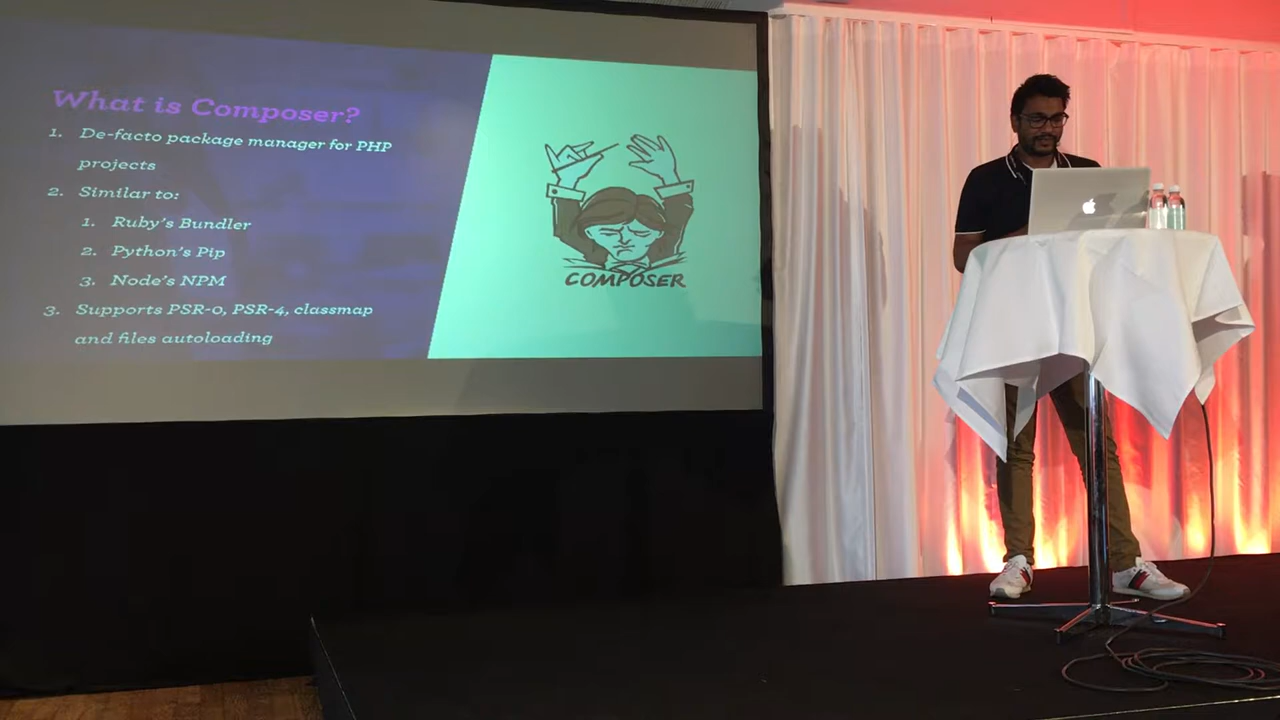 What is Composer?
1. De-facto package manager for PHP
projects
2. Similar to:
1. Ruby's Bundler
2. Python's Pip
3. Node's NPM
3. Supports PSR-0, PSR-4, classmap
and files autoloading
COMPOSER